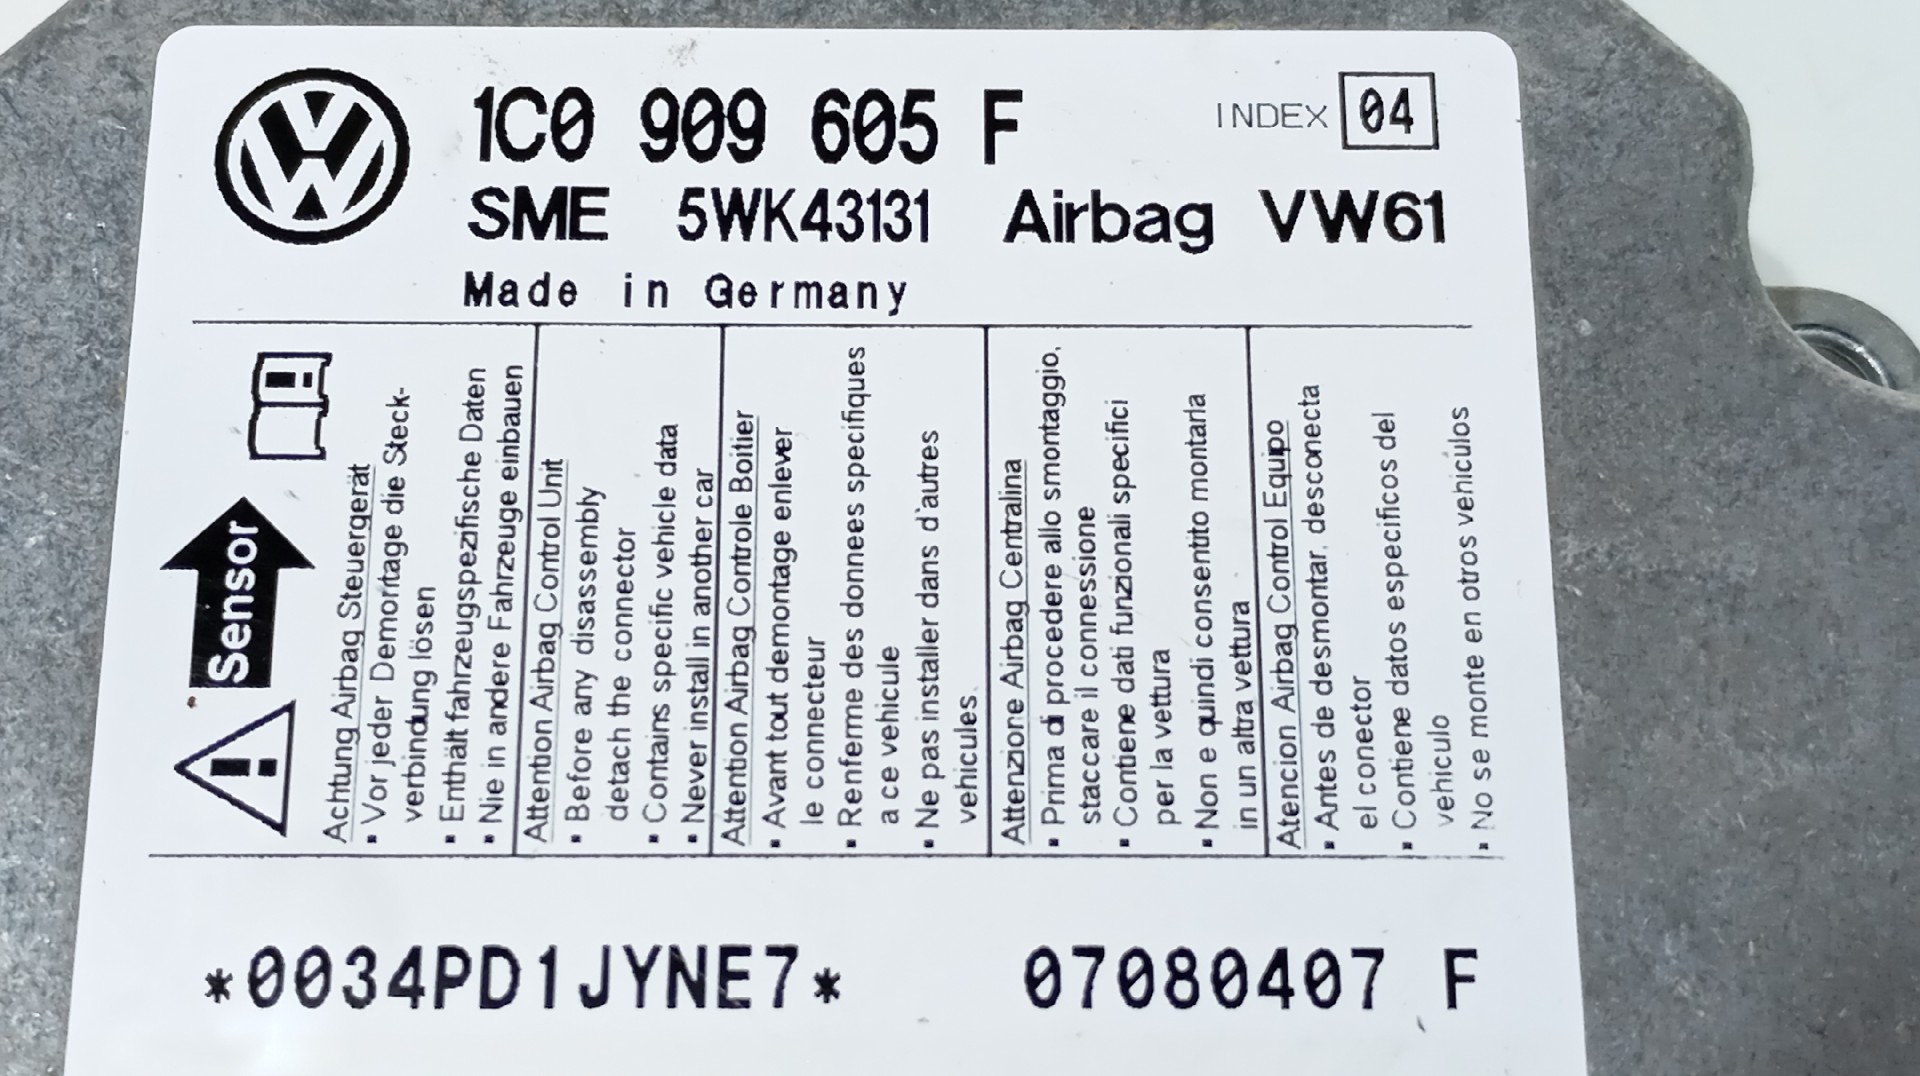 1C0 909 605 F INDEX 04
SME 5WK43131 Airbag VW61
Made in Germany
Sensor
Achtung Airbag Steuergerät
• Vor jeder Demontage die Steck-
verbindung lösen
• Enthält fahrzeugspezifische Daten
• Nie in andere Fahrzeuge einbauen
Attention Airbag Control Unit
• Before any disassembly
detach the connector
• Contains specific vehicle data
• Never install in another car
Attention Airbag Controle Boitier
• Avant tout demontage enlever
le connecteur
• Renferme des donnees specifiques
a ce vehicule
• Ne pas installer dans d'autres
vehicules.
Attenzione Airbag Centralina
• Prima di procedere allo smontaggio,
staccare il connessione
• Contiene dati funzionali specifici
per la vettura
• Non e quindi consentito montarla
in un altra vettura
Atencion Airbag Control Equipo
• Antes de desmontar, desconecta
el conector
• Contiene datos especificos del
vehiculo
• No se monte en otros vehiculos
*0034PD1JYNE7* 07080407 F